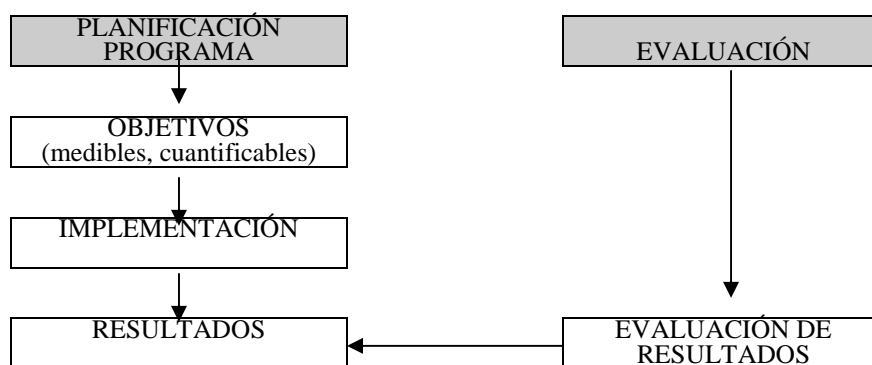 PLANIFICACIÓN
PROGRAMA
EVALUACIÓN
OBJETIVOS
(medibles, cuantificables)
IMPLEMENTACIÓN
RESULTADOS
EVALUACIÓN DE
RESULTADOS